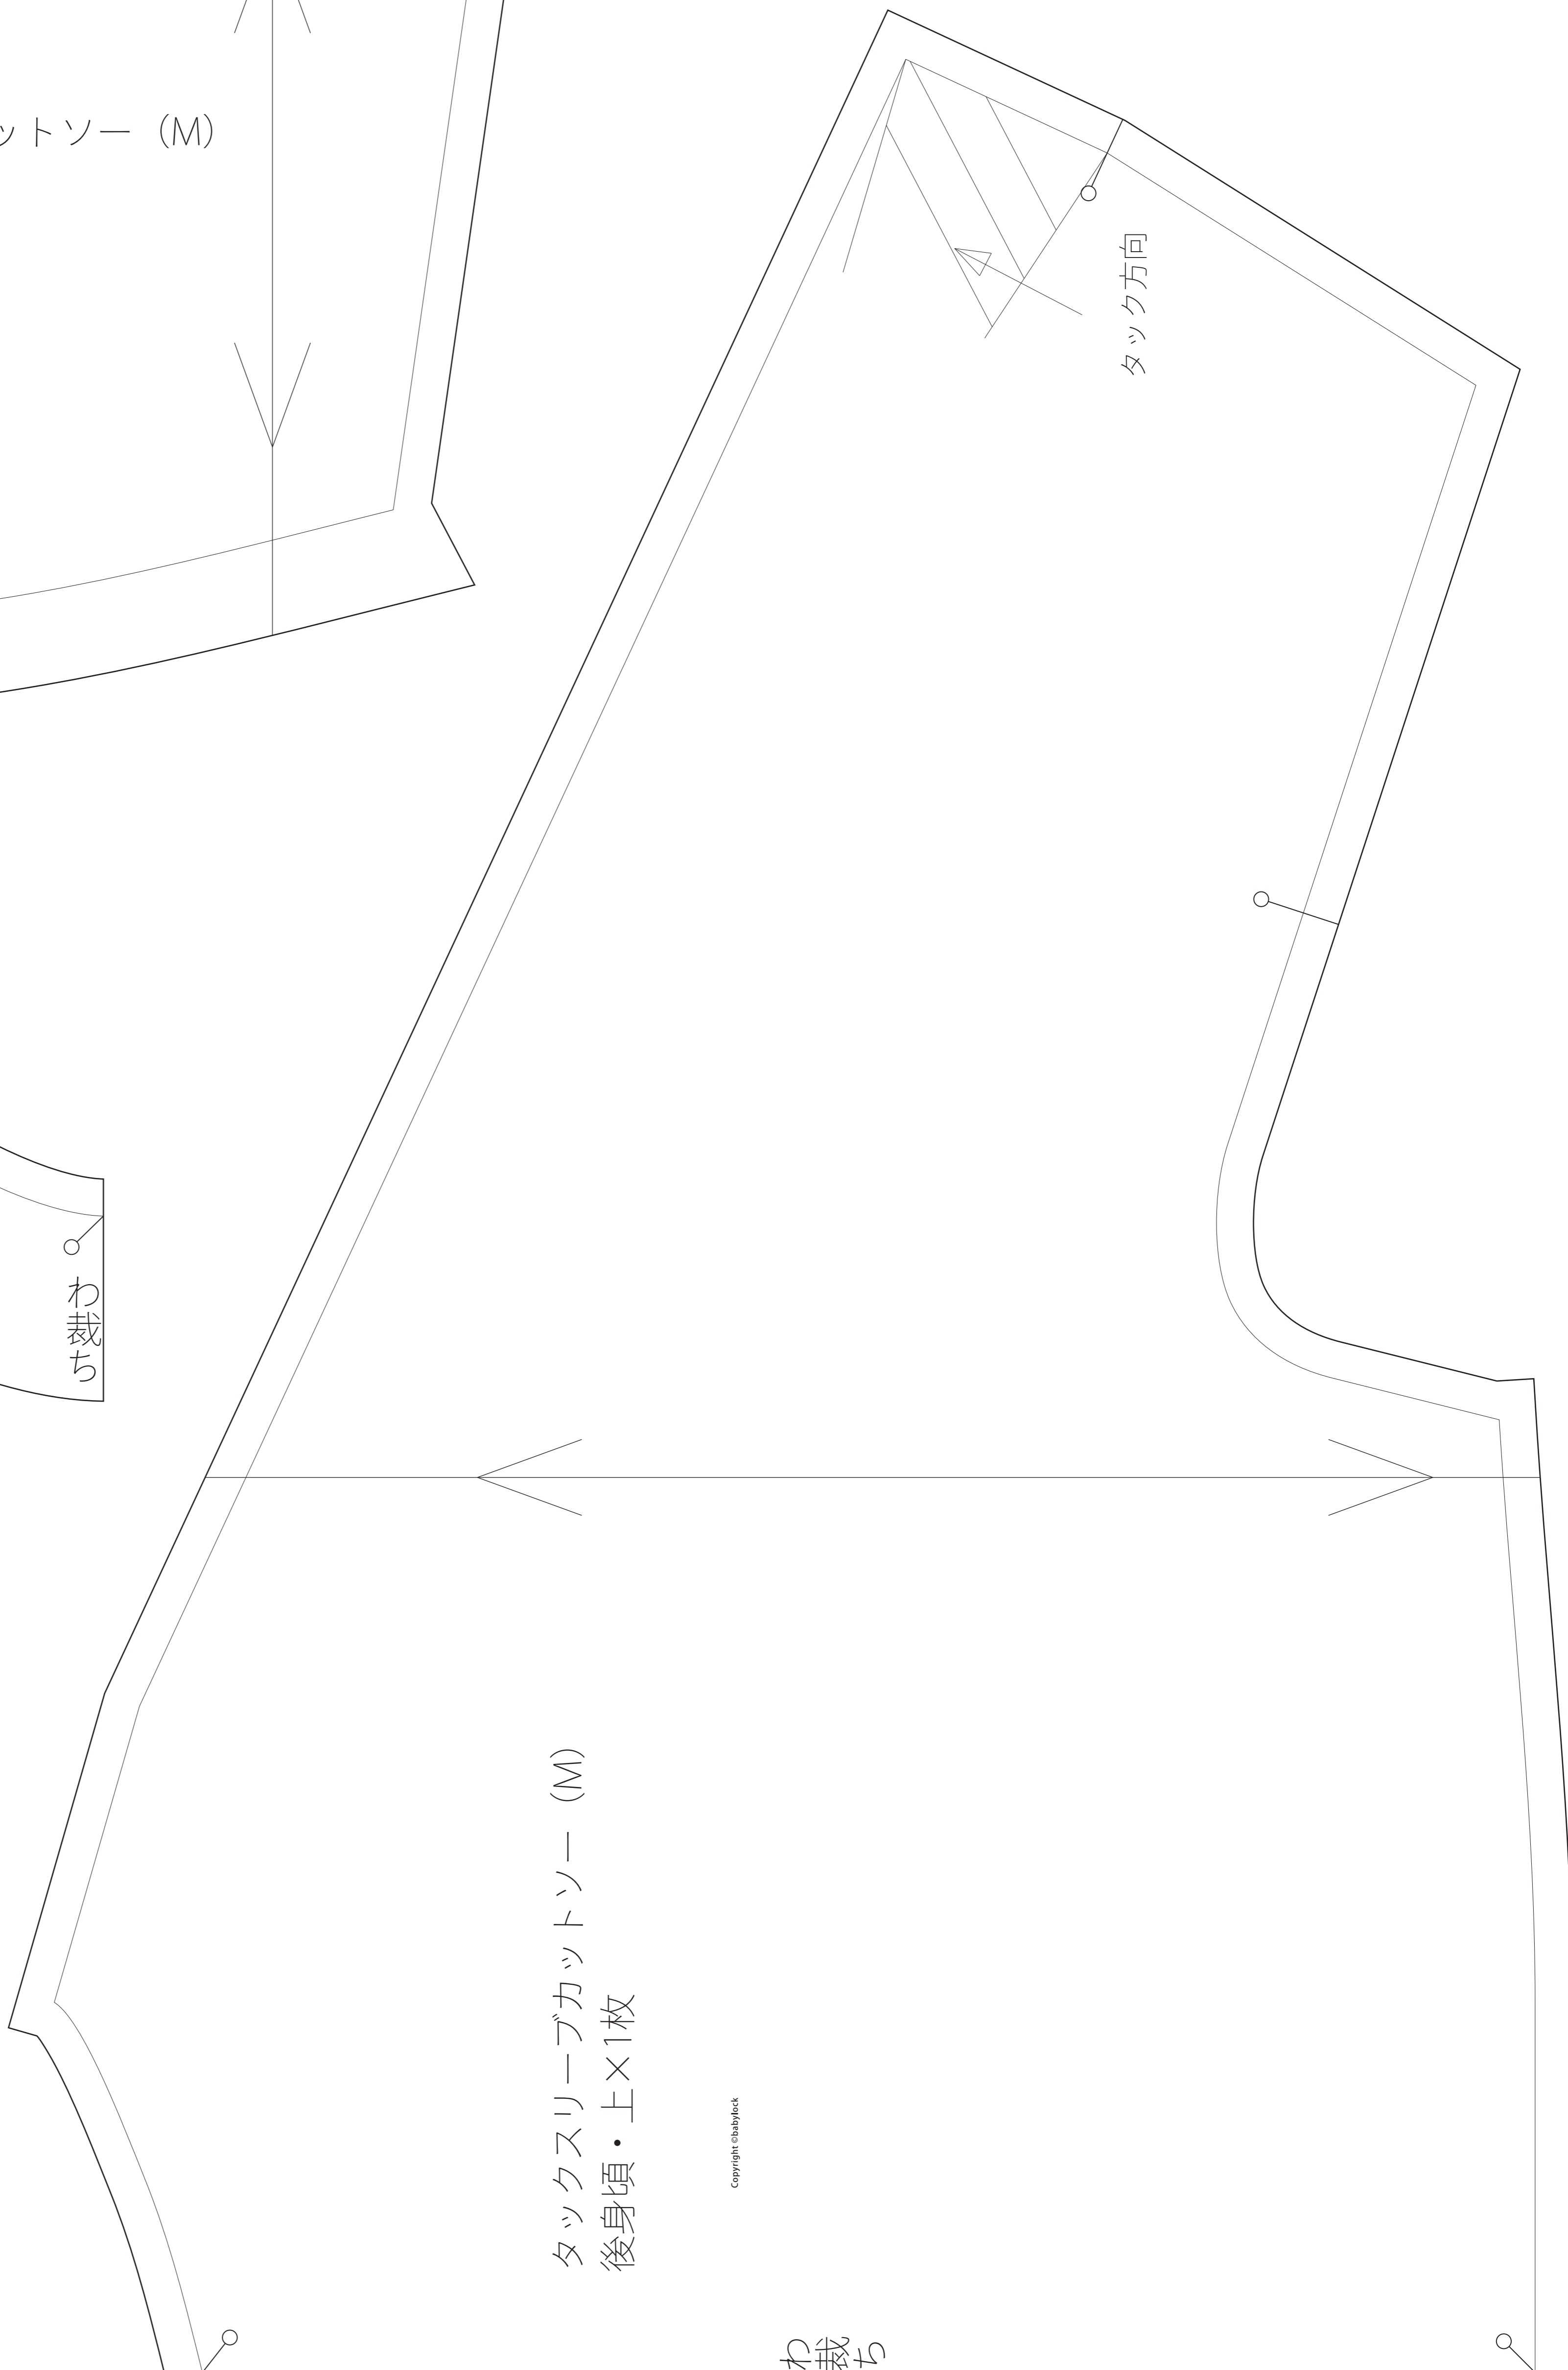 ットソー (M)
タック方向
わ裁ち
タックスリーブカットソー (M)
後身頃・上×1枚
Copyright ©babylock
わ裁ち